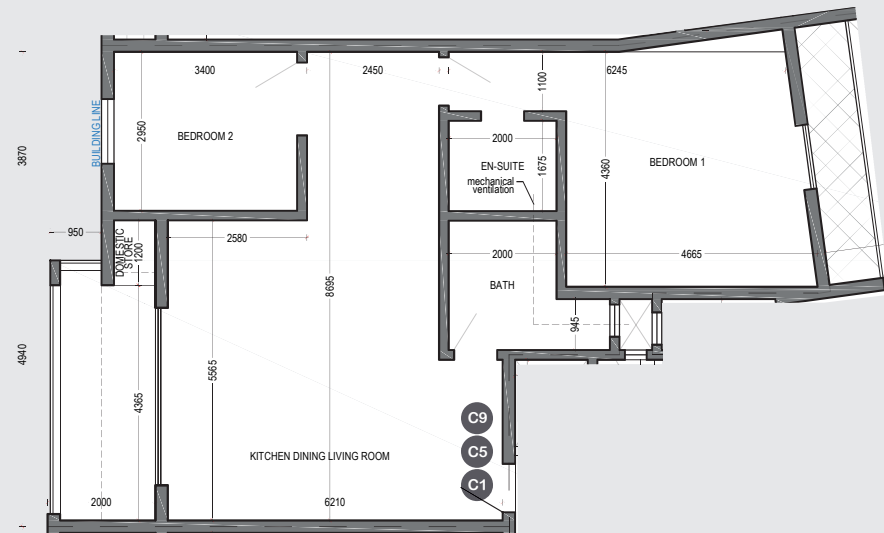 3400
2450
1100
6245
3870
BUILDING LINE
2950
BEDROOM 2
2000
EN-SUITE
mechanical
ventilation
1675
4360
BEDROOM 1
950
DOMESTIC
STORE
1200
2580
8695
2000
4665
BATH
945
4940
5565
4365
C9
C5
C1
KITCHEN DINING LIVING ROOM
2000
6210